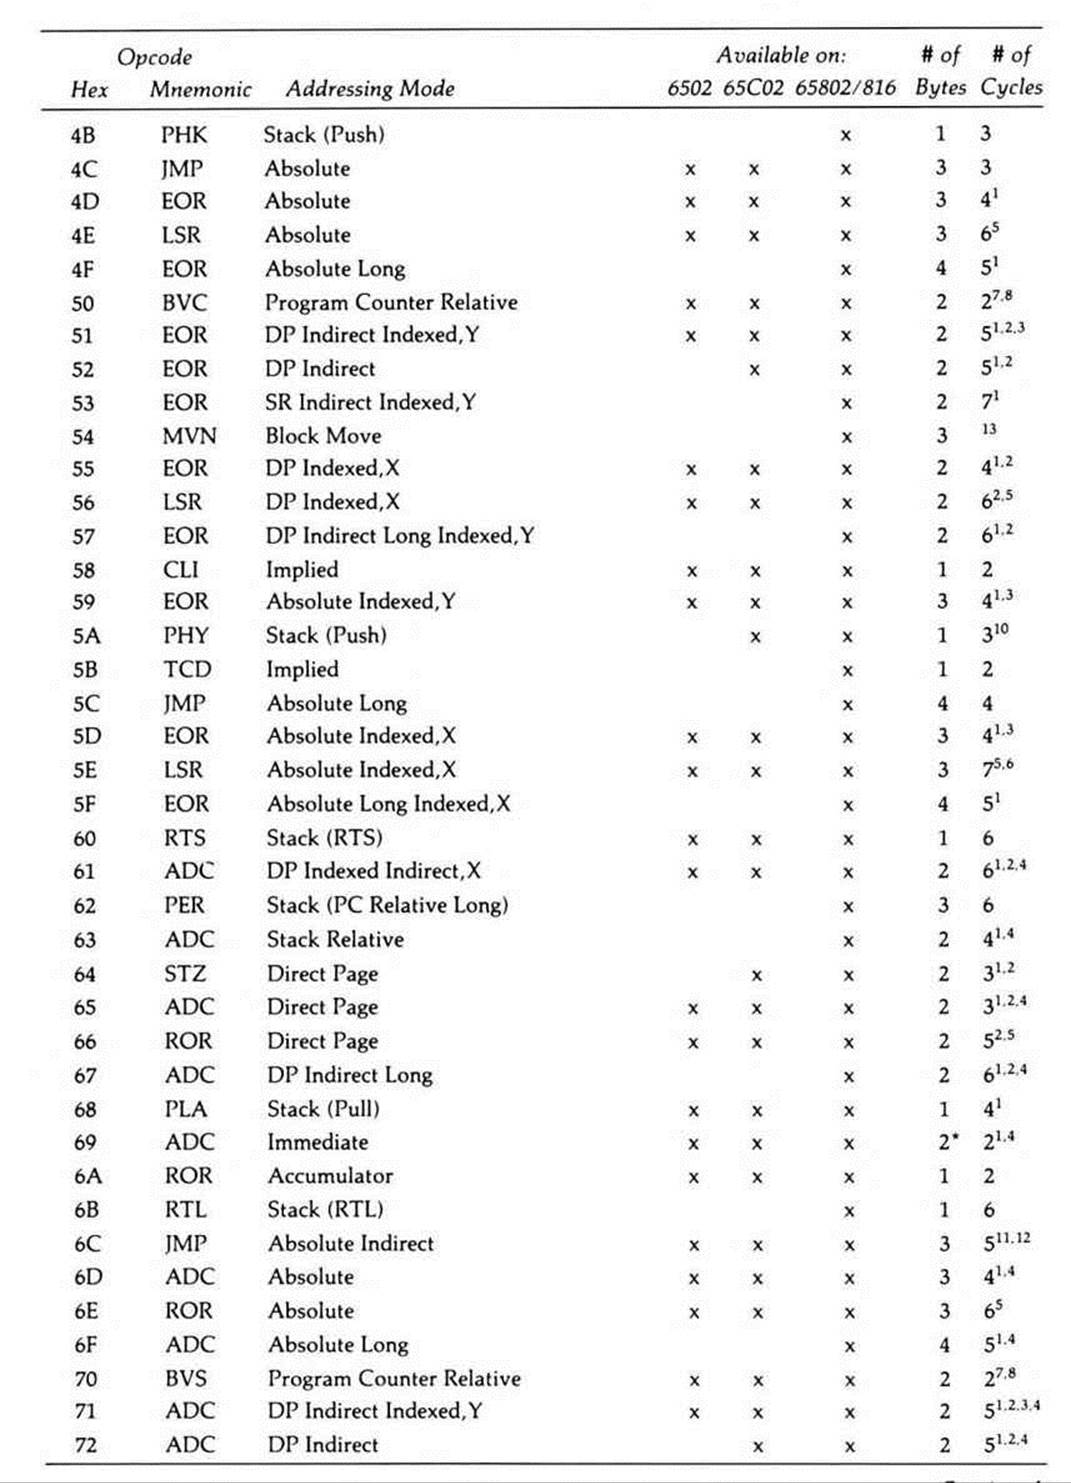 Opcode Available on: # of # of
Hex Mnemonic Addressing Mode 6502 65C02 65802/816 Bytes Cycles
4B PHK Stack (Push) x 1 3
4C JMP Absolute x x x 3 3
4D EOR Absolute x x x 3 4¹
4E LSR Absolute x x x 3 6⁵
4F EOR Absolute Long x 4 5¹
50 BVC Program Counter Relative x x x 2 2⁷,⁸
51 EOR DP Indirect Indexed,Y x x x 2 5¹,²,³
52 EOR DP Indirect x x 2 5¹,²
53 EOR SR Indirect Indexed,Y x 2 7¹
54 MVN Block Move x 3 ¹³
55 EOR DP Indexed,X x x x 2 4¹,²
56 LSR DP Indexed,X x x x 2 6²,⁵
57 EOR DP Indirect Long Indexed,Y x 2 6¹,²
58 CLI Implied x x x 1 2
59 EOR Absolute Indexed,Y x x x 3 4¹,³
5A PHY Stack (Push) x x 1 3¹⁰
5B TCD Implied x 1 2
5C JMP Absolute Long x 4 4
5D EOR Absolute Indexed,X x x x 3 4¹,³
5E LSR Absolute Indexed,X x x x 3 7⁵,⁶
5F EOR Absolute Long Indexed,X x 4 5¹
60 RTS Stack (RTS) x x x 1 6
61 ADC DP Indexed Indirect,X x x x 2 6¹,²,⁴
62 PER Stack (PC Relative Long) x 3 6
63 ADC Stack Relative x 2 4¹,⁴
64 STZ Direct Page x x 2 3¹,²
65 ADC Direct Page x x x 2 3¹,²,⁴
66 ROR Direct Page x x x 2 5²,⁵
67 ADC DP Indirect Long x 2 6¹,²,⁴
68 PLA Stack (Pull) x x x 1 4¹
69 ADC Immediate x x x 2* 2¹,⁴
6A ROR Accumulator x x x 1 2
6B RTL Stack (RTL) x 1 6
6C JMP Absolute Indirect x x x 3 5¹¹,¹²
6D ADC Absolute x x x 3 4¹,⁴
6E ROR Absolute x x x 3 6⁵
6F ADC Absolute Long x 4 5¹,⁴
70 BVS Program Counter Relative x x x 2 2⁷,⁸
71 ADC DP Indirect Indexed,Y x x x 2 5¹,²,³,⁴
72 ADC DP Indirect x x 2 5¹,²,⁴